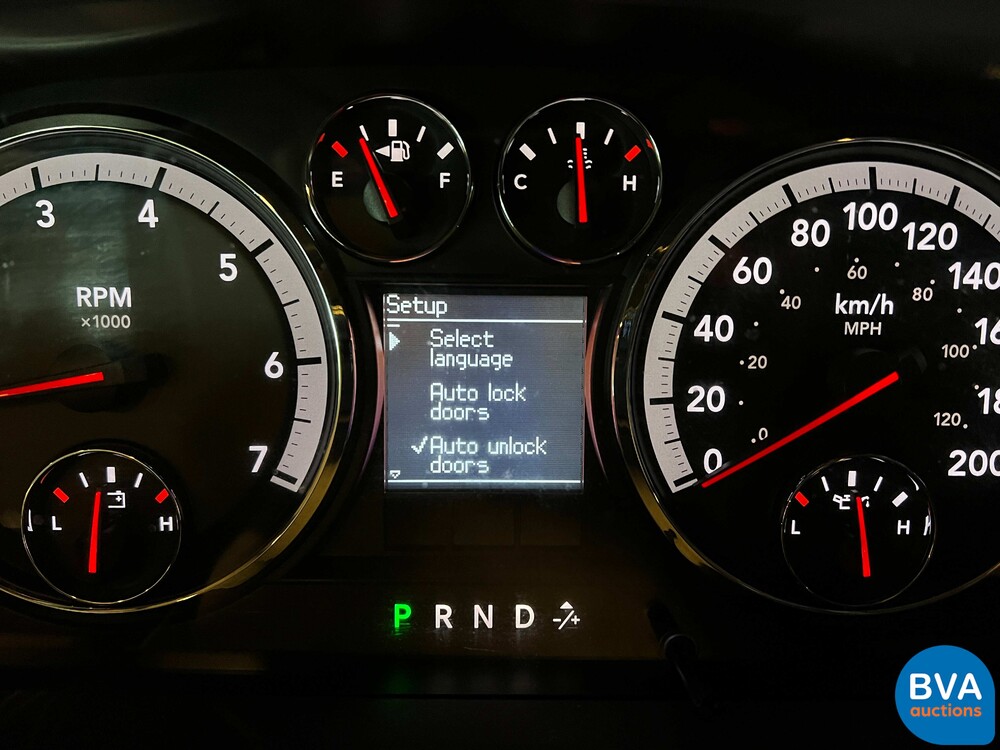 3
4
5
6
7
RPM
×1000
L
H
E
F
C
H
Setup
Select
language
Auto lock
doors
✓Auto unlock
doors
P R N D -/+
0
20
40
60
80
100
120
140
200
km/h
MPH
0
20
40
60
80
100
120
L
H
BVA
auctions